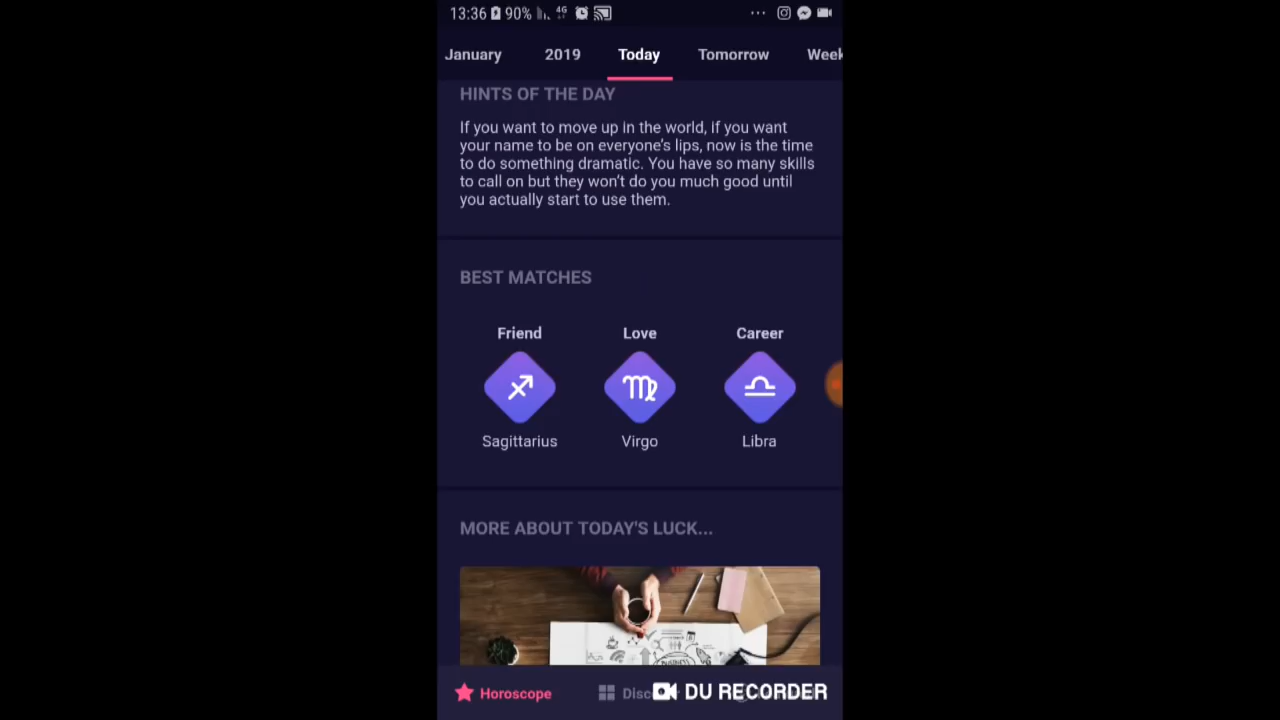 13:36 90% 4G
January 2019 Today Tomorrow Week
HINTS OF THE DAY
If you want to move up in the world, if you want
your name to be on everyone's lips, now is the time
to do something dramatic. You have so many skills
to call on but they won't do you much good until
you actually start to use them.
BEST MATCHES
Friend Love Career
Sagittarius Virgo Libra
MORE ABOUT TODAY'S LUCK...
BUSINESS
Horoscope Disc DU RECORDER